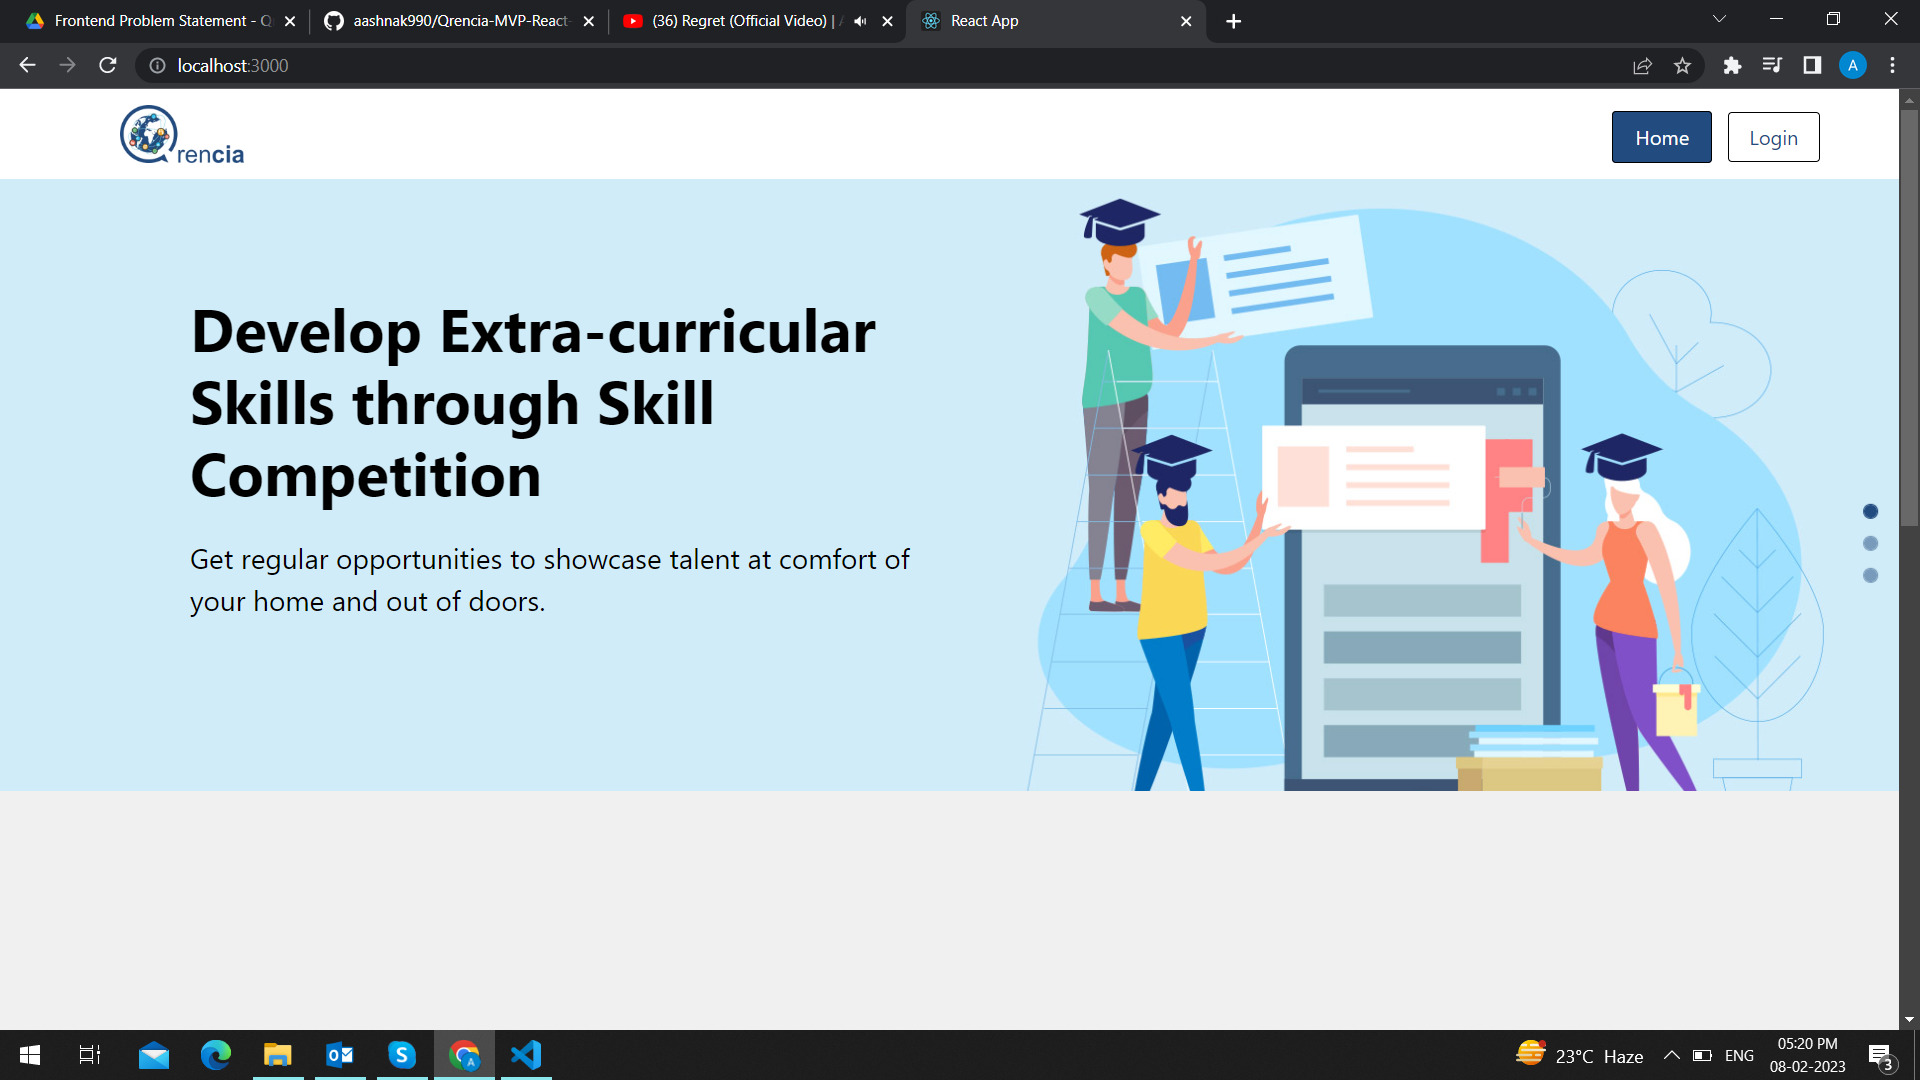 Frontend Problem Statement - Q
aashnak990/Qrencia-MVP-React-
(36) Regret (Official Video) |
React App
localhost:3000
rencia
Home
Login
Develop Extra-curricular
Skills through Skill
Competition
Get regular opportunities to showcase talent at comfort of
your home and out of doors.
A
23°C Haze
ENG
05:20 PM
08-02-2023
3